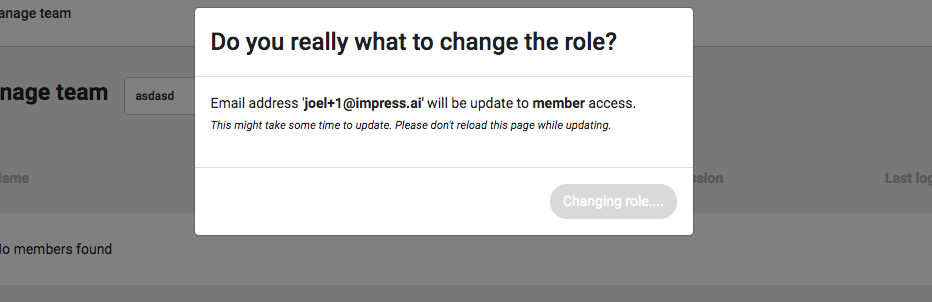 anage team
Do you really what to change the role?
nage team
asdasd
Email address 'joel+1@impress.ai' will be update to member access.
This might take some time to update. Please don't reload this page while updating.
Name
ssion
Last log
Changing role....
No members found